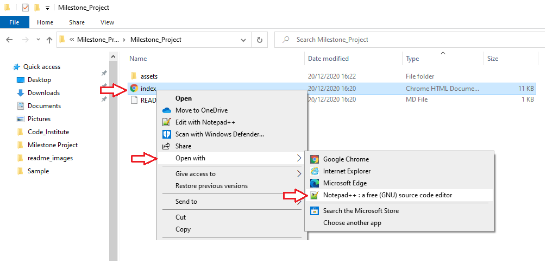 Milestone_Project
File
Home
Share
View
Milestone_Pr...
Milestone_Project
Search Milestone_Project
Name
Date modified
Type
Size
Quick access
Desktop
Downloads
Documents
Pictures
Code_Institute
Milestone Project
readme_images
Sample
assets
20/12/2020 16:22
File folder
index
20/12/2020 16:20
Chrome HTML Docume...
11 KB
READ
20/12/2020 16:20
MD File
1 KB
Open
Move to OneDrive
Edit with Notepad++
Scan with Windows Defender...
Share
Open with
Give access to
Restore previous versions
Send to
Cut
Copy
Google Chrome
Internet Explorer
Microsoft Edge
Notepad++ : a free (GNU) source code editor
Search the Microsoft Store
Choose another app